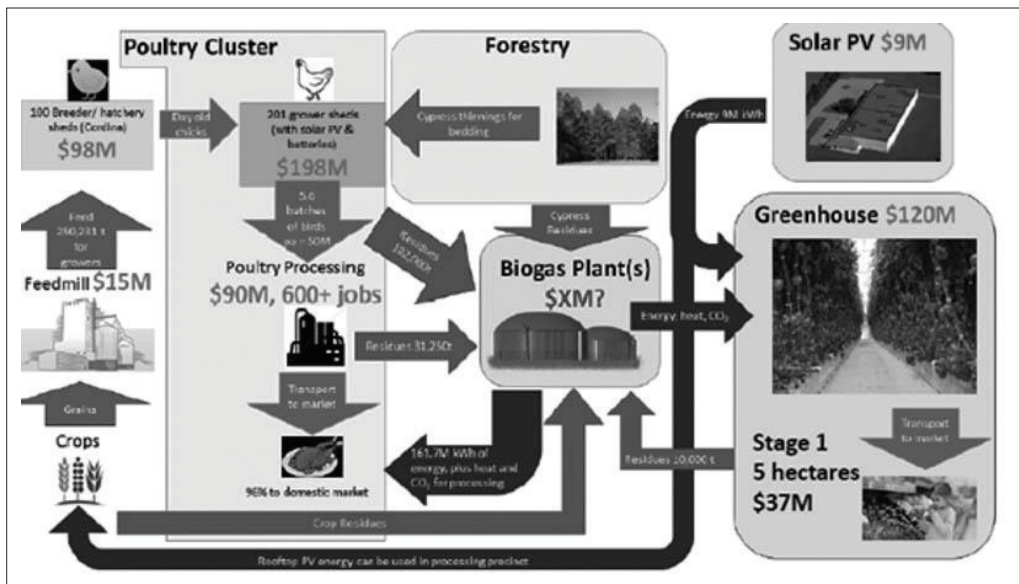 Poultry Cluster
Forestry
Solar PV $9M
100 Breeder/ hatchery
sheds (Cordina)
$98M
Day old
chicks
201 grower sheds
(with solar PV &
batteries)
$198M
Cypress thinnings for
bedding
Energy 9M kWh
Feed
for
growers
5.6
batches
of birds
pa = 50M
Residues
Cypress
Residues
Greenhouse $120M
Feedmill $15M
Poultry Processing
$90M, 600+ jobs
Biogas Plant(s)
$XM?
Energy, heat, CO₂
Residues 31,250t
Grains
Transport
to market
Crops
161.7M kWh of
energy, plus heat and
CO₂ for processing
96% to domestic market
Residues 10,000 t
Stage 1
5 hectares
$37M
Transport
to market
Crop Residues
Rooftop PV energy can be used in processing precinct